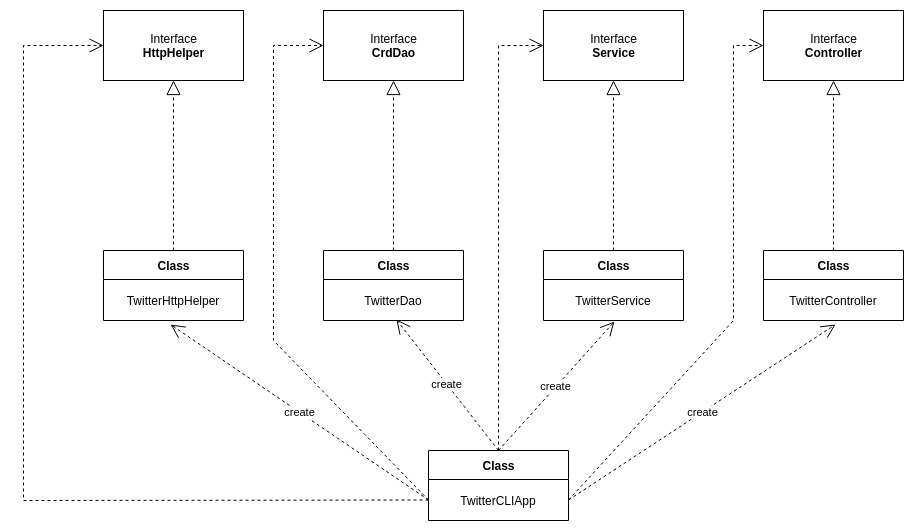 Interface
HttpHelper
Interface
CrdDao
Interface
Service
Interface
Controller
Class
TwitterHttpHelper
Class
TwitterDao
Class
TwitterService
Class
TwitterController
create
create
create
create
Class
TwitterCLIApp